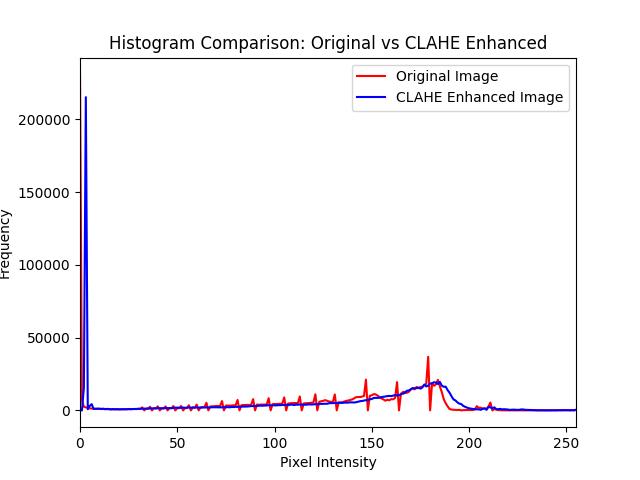 Histogram Comparison: Original vs CLAHE Enhanced
Original Image
CLAHE Enhanced Image
Frequency
200000
150000
100000
50000
0
0 50 100 150 200 250
Pixel Intensity